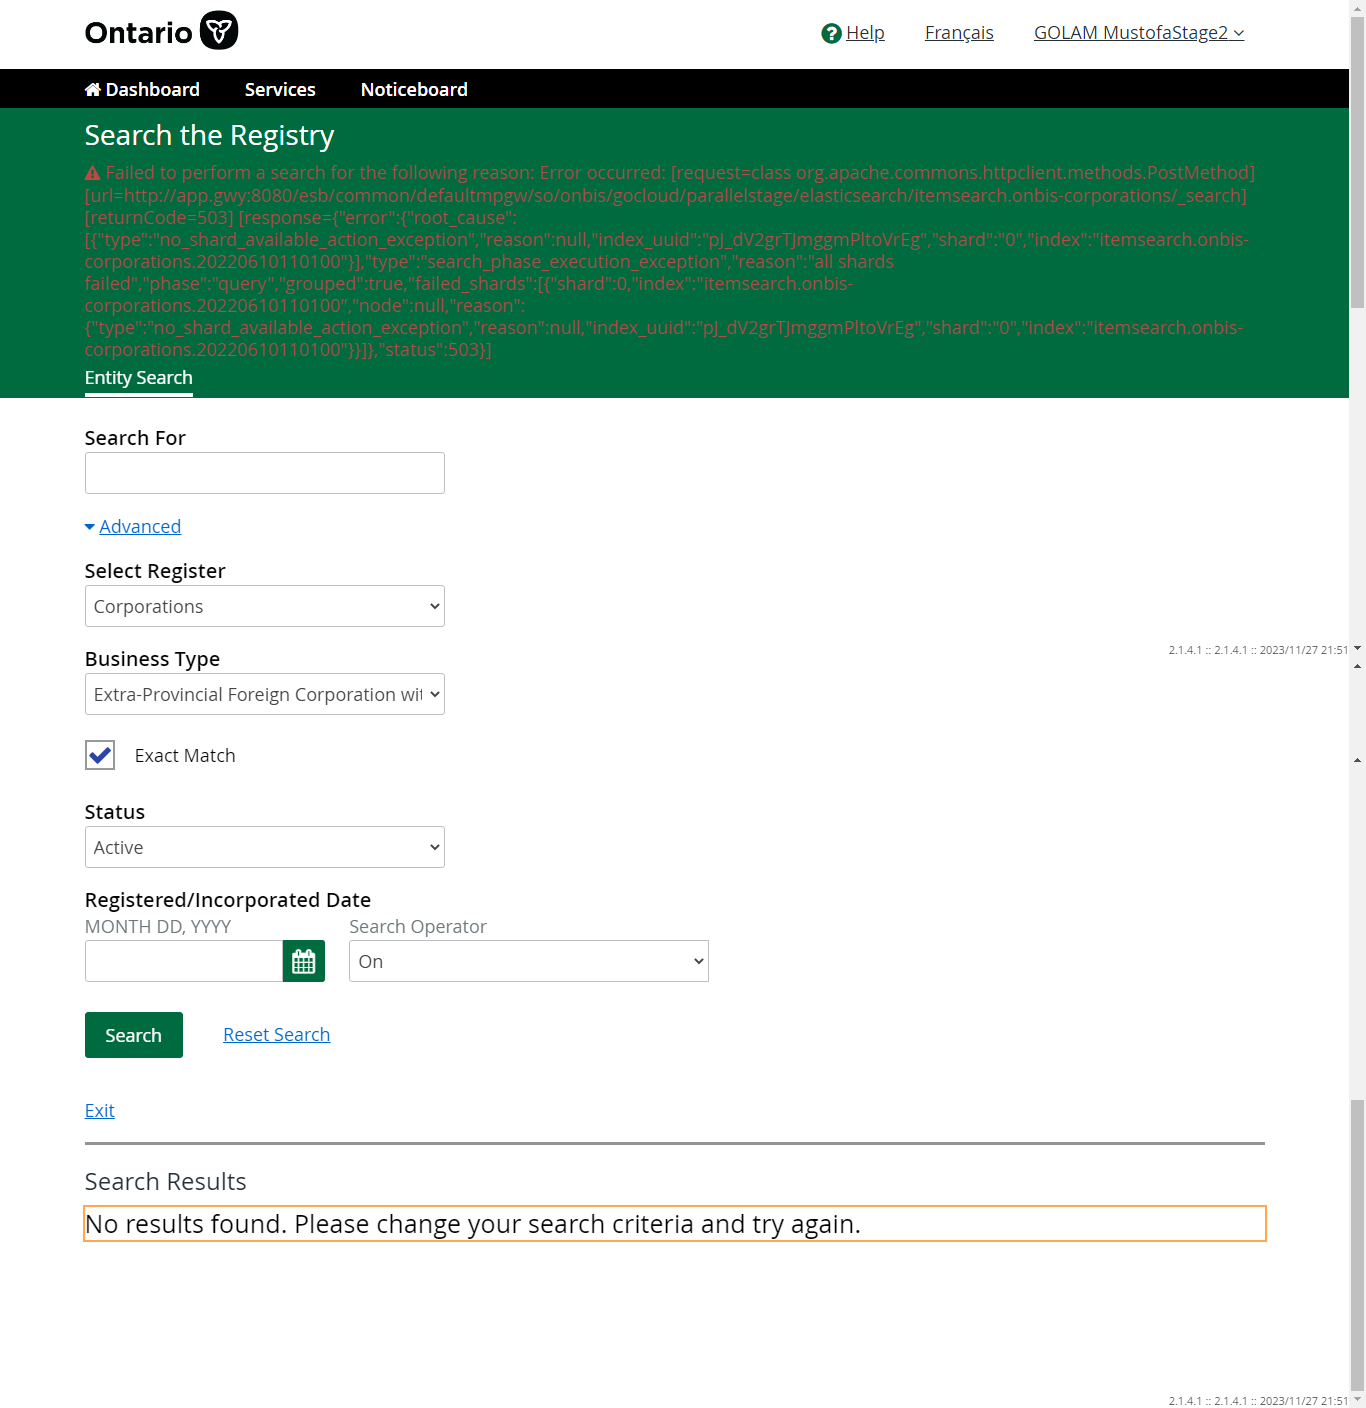 Ontario
Help
Français
GOLAM MustofaStage2
Dashboard
Services
Noticeboard
Search the Registry
Failed to perform a search for the following reason: Error occurred: [request=class org.apache.commons.httpclient.methods.PostMethod]
[url=http://app.gwy:8080/esb/common/defaultmpgw/so/onbis/gocloud/parallelstage/elasticsearch/itemsearch.onbis-corporations/_search]
[returnCode=503] [response={"error":{"root_cause":
[{"type":"no_shard_available_action_exception","reason":null,"index_uuid":"pJ_dV2grTJmggmPltoVrEg","shard":"0","index":"itemsearch.onbis-
corporations.20220610110100"}],"type":"search_phase_execution_exception","reason":"all shards
failed","phase":"query","grouped":true,"failed_shards":[{"shard":0,"index":"itemsearch.onbis-
corporations.20220610110100","node":null,"reason":
{"type":"no_shard_available_action_exception","reason":null,"index_uuid":"pJ_dV2grTJmggmPltoVrEg","shard":"0","index":"itemsearch.onbis-
corporations.20220610110100"}}]},"status":503}]
Entity Search
Search For
Advanced
Select Register
Corporations
2.1.4.1 :: 2.1.4.1 :: 2023/11/27 21:51
Business Type
Extra-Provincial Foreign Corporation wit
Exact Match
Status
Active
Registered/Incorporated Date
MONTH DD, YYYY
Search Operator
On
Search
Reset Search
Exit
Search Results
No results found. Please change your search criteria and try again.
2.1.4.1 :: 2.1.4.1 :: 2023/11/27 21:51